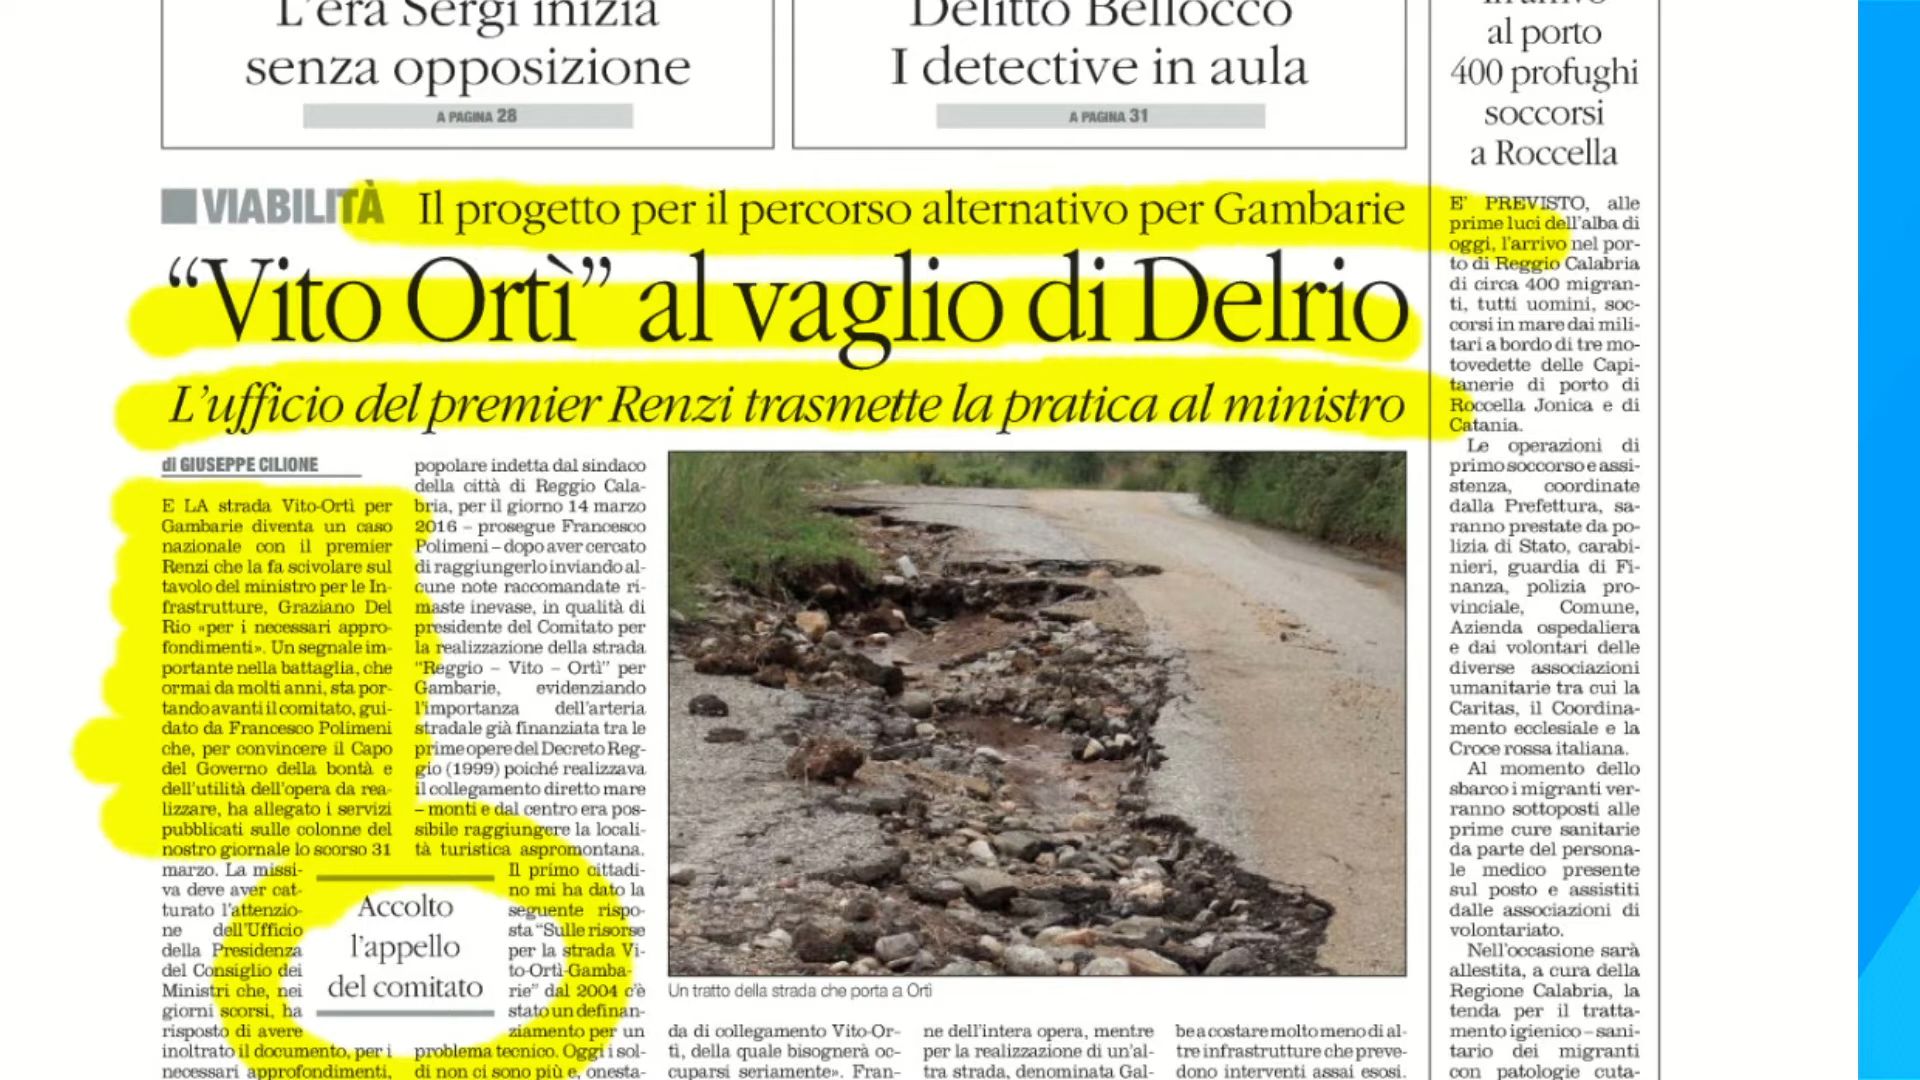 L'era Sergi inizia
senza opposizione
A PAGINA 28
Delitto Bellocco
I detective in aula
A PAGINA 31
In arrivo
al porto
400 profughi
soccorsi
a Roccella
VIABILITÀ Il progetto per il percorso alternativo per Gambarie
“Vito Ortì” al vaglio di Delrio
L'ufficio del premier Renzi trasmette la pratica al ministro
di GIUSEPPE CILIONE
E LA strada Vito-Ortì per
Gambarie diventa un caso
nazionale con il premier
Renzi che la fa scivolare sul
tavolo del ministro per le In-
frastrutture, Graziano Del
Rio «per i necessari appro-
fondimenti». Un segnale im-
portante nella battaglia, che
ormai da molti anni, sta por-
tando avanti il comitato, gui-
dato da Francesco Polimeni
che, per convincere il Capo
del Governo della bontà e
dell'utilità dell'opera da rea-
lizzare, ha allegato i servizi
pubblicati sulle colonne del
nostro giornale lo scorso 31
marzo. La missi-
va deve aver cat-
turato l'attenzio-
ne dell'Ufficio
della Presidenza
del Consiglio dei
Ministri che, nei
giorni scorsi, ha
risposto di avere
inoltrato il documento, per i
necessari approfondimenti,
Accolto
l'appello
del comitato
popolare indetta dal sindaco
della città di Reggio Cala-
bria, per il giorno 14 marzo
2016 – prosegue Francesco
Polimeni – dopo aver cercato
di raggiungerlo inviando al-
cune note raccomandate ri-
maste inevase, in qualità di
presidente del Comitato per
la realizzazione della strada
“Reggio – Vito – Ortì” per
Gambarie, evidenziando
l'importanza dell'arteria
stradale già finanziata tra le
prime opere del Decreto Reg-
gio (1999) poiché realizzava
il collegamento diretto mare
– monti e dal centro era pos-
sibile raggiungere la locali-
tà turistica aspromontana.
Il primo cittadi-
no mi ha dato la
seguente rispo-
sta “Sulle risorse
per la strada Vi-
to-Ortì-Gamba-
rie” dal 2004 c'è
stato un definan-
ziamento per un
problema tecnico. Oggi i sol-
di non ci sono più e, onesta-
Un tratto della strada che porta a Ortì
da di collegamento Vito-Or-
tì, della quale bisognerà oc-
cuparsi seriamente». Fran-
ne dell'intera opera, mentre
per la realizzazione di un'al-
tra strada, denominata Gal-
be a costare molto meno di al-
tre infrastrutture che preve-
dono interventi assai esosi.
E' PREVISTO, alle
prime luci dell'alba di
oggi, l'arrivo nel por-
to di Reggio Calabria
di circa 400 migran-
ti, tutti uomini, soc-
corsi in mare dai mili-
tari a bordo di tre mo-
tovedette delle Capi-
tanerie di porto di
Roccella Jonica e di
Catania.
Le operazioni di
primo soccorso e assi-
stenza, coordinate
dalla Prefettura, sa-
ranno prestate da po-
lizia di Stato, carabi-
nieri, guardia di Fi-
nanza, polizia pro-
vinciale, Comune,
Azienda ospedaliera
e dai volontari delle
diverse associazioni
umanitarie tra cui la
Caritas, il Coordina-
mento ecclesiale e la
Croce rossa italiana.
Al momento dello
sbarco i migranti ver-
ranno sottoposti alle
prime cure sanitarie
da parte del persona-
le medico presente
sul posto e assistiti
dalle associazioni di
volontariato.
Nell'occasione sarà
allestita, a cura della
Regione Calabria, la
tenda per il tratta-
mento igienico – sani-
tario dei migranti
con patologie cuta-